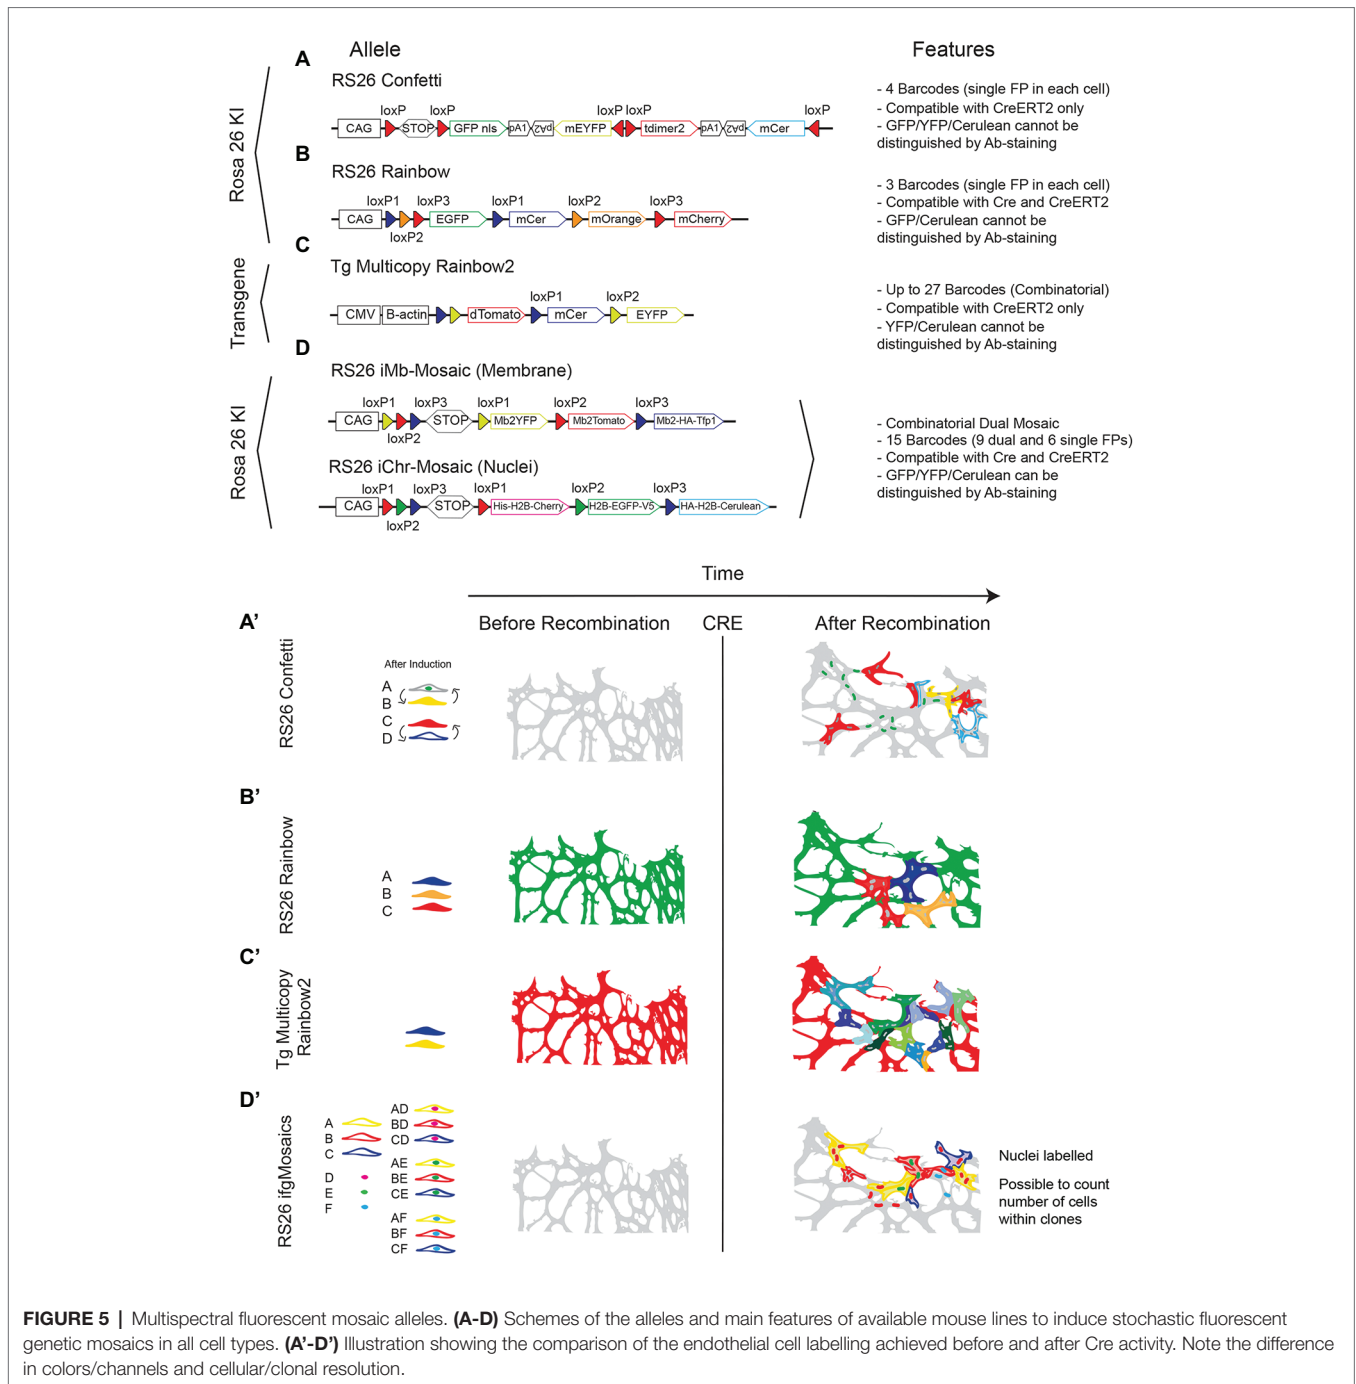 Allele
Features
A
RS26 Confetti
loxP loxP loxP loxP loxP
CAG STOP GFP nls pA1 pA2 mEYFP tdimer2 pA1 pA2 mCer
- 4 Barcodes (single FP in each cell)
- Compatible with CreERT2 only
- GFP/YFP/Cerulean cannot be
distinguished by Ab-staining
Rosa 26 KI
B
RS26 Rainbow
loxP1 loxP3 loxP1 loxP2 loxP3
CAG EGFP mCer mOrange mCherry
loxP2
- 3 Barcodes (single FP in each cell)
- Compatible with Cre and CreERT2
- GFP/Cerulean cannot be
distinguished by Ab-staining
C
Tg Multicopy Rainbow2
loxP1 loxP2
CMV B-actin dTomato mCer EYFP
Transgene
- Up to 27 Barcodes (Combinatorial)
- Compatible with CreERT2 only
- YFP/Cerulean cannot be
distinguished by Ab-staining
D
RS26 iMb-Mosaic (Membrane)
loxP1 loxP3 loxP1 loxP2 loxP3
CAG STOP Mb2YFP Mb2Tomato Mb2-HA-Tfp1
loxP2
Rosa 26 KI
RS26 iChr-Mosaic (Nuclei)
loxP1 loxP3 loxP1 loxP2 loxP3
CAG STOP His-H2B-Cherry H2B-EGFP-V5 HA-H2B-Cerulean
loxP2
- Combinatorial Dual Mosaic
- 15 Barcodes (9 dual and 6 single FPs)
- Compatible with Cre and CreERT2
- GFP/YFP/Cerulean can be
distinguished by Ab-staining
Time
Before Recombination CRE After Recombination
A'
RS26 Confetti
After Induction
A
B
C
D
B'
RS26 Rainbow
A
B
C
C'
Tg Multicopy
Rainbow2
D'
RS26 ifgMosaics
A
B
C
D
E
F
AD
BD
CD
AE
BE
CE
AF
BF
CF
Nuclei labelled
Possible to count
number of cells
within clones
FIGURE 5 | Multispectral fluorescent mosaic alleles. (A-D) Schemes of the alleles and main features of available mouse lines to induce stochastic fluorescent
genetic mosaics in all cell types. (A'-D') Illustration showing the comparison of the endothelial cell labelling achieved before and after Cre activity. Note the difference
in colors/channels and cellular/clonal resolution.